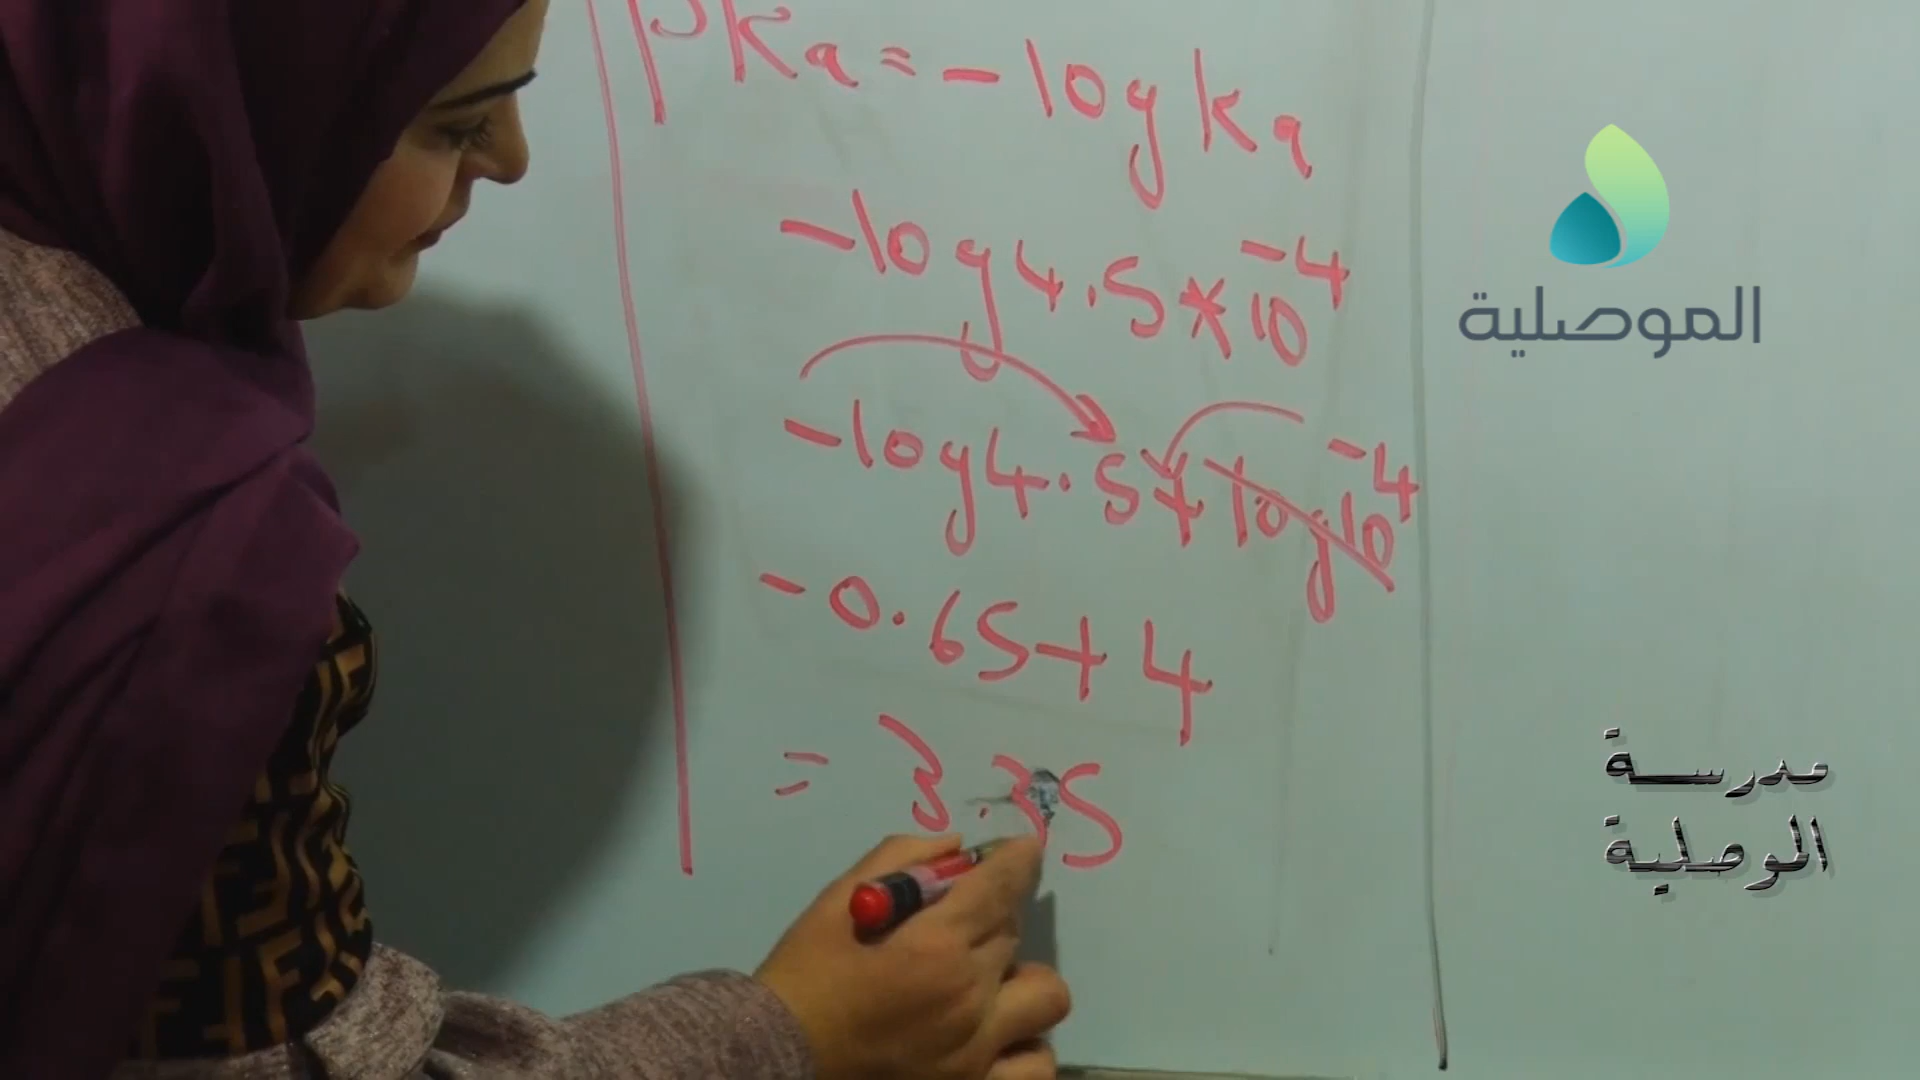 pKa = -log Ka
-log 4.5 * 10^-4
-log 4.5 + log 10^-4
-0.65 + 4
= 3.35
الموصلية
مدرسة
الوصلية